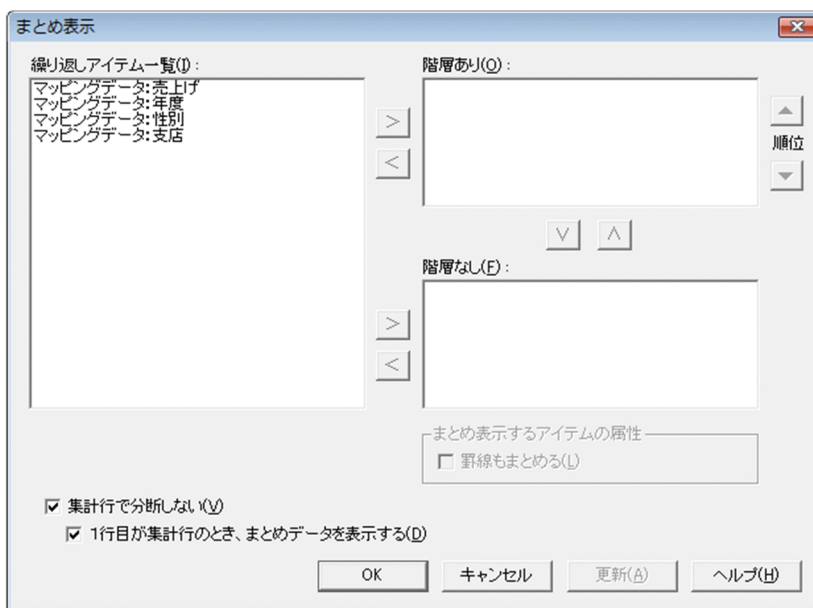 まとめ表示
繰り返しアイテム一覧(I):
マッピングデータ:売上げ
マッピングデータ:年度
マッピングデータ:性別
マッピングデータ:支店
>
<
階層あり(O):
順位
∨ ∧
階層なし(F):
>
<
まとめ表示するアイテムの属性
罫線もまとめる(L)
集計行で分断しない(V)
1行目が集計行のとき、まとめデータを表示する(D)
OK キャンセル 更新(A) ヘルプ(H)